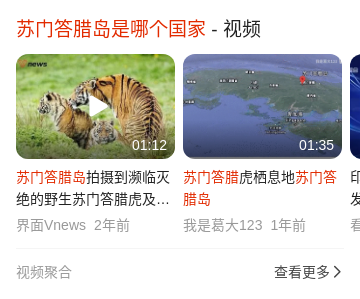 苏门答腊岛是哪个国家 - 视频
01:12
01:35
苏门答腊岛拍摄到濒临灭
绝的野生苏门答腊虎及…
界面Vnews 2年前
苏门答腊虎栖息地苏门答
腊岛
我是葛大123 1年前
视频聚合
查看更多